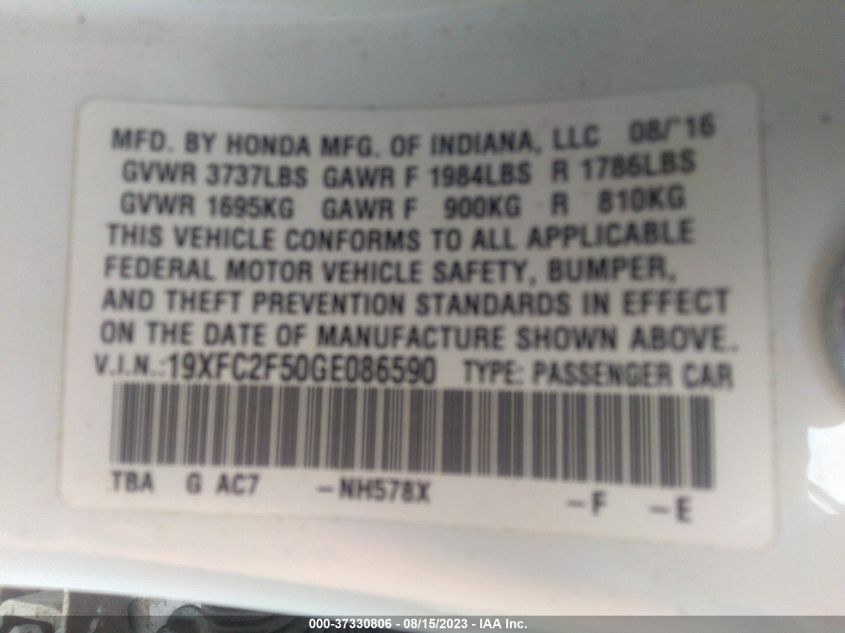 MFD. BY HONDA MFG. OF INDIANA, LLC 08/'16
GVWR 3737LBS GAWR F 1984LBS R 1786LBS
GVWR 1695KG GAWR F 900KG R 810KG
THIS VEHICLE CONFORMS TO ALL APPLICABLE
FEDERAL MOTOR VEHICLE SAFETY, BUMPER,
AND THEFT PREVENTION STANDARDS IN EFFECT
ON THE DATE OF MANUFACTURE SHOWN ABOVE.
V.I.N.:19XFC2F50GE086590 TYPE: PASSENGER CAR
TBA G AC7 -NH578X -F -E
000-37330806 - 08/15/2023 - IAA Inc.